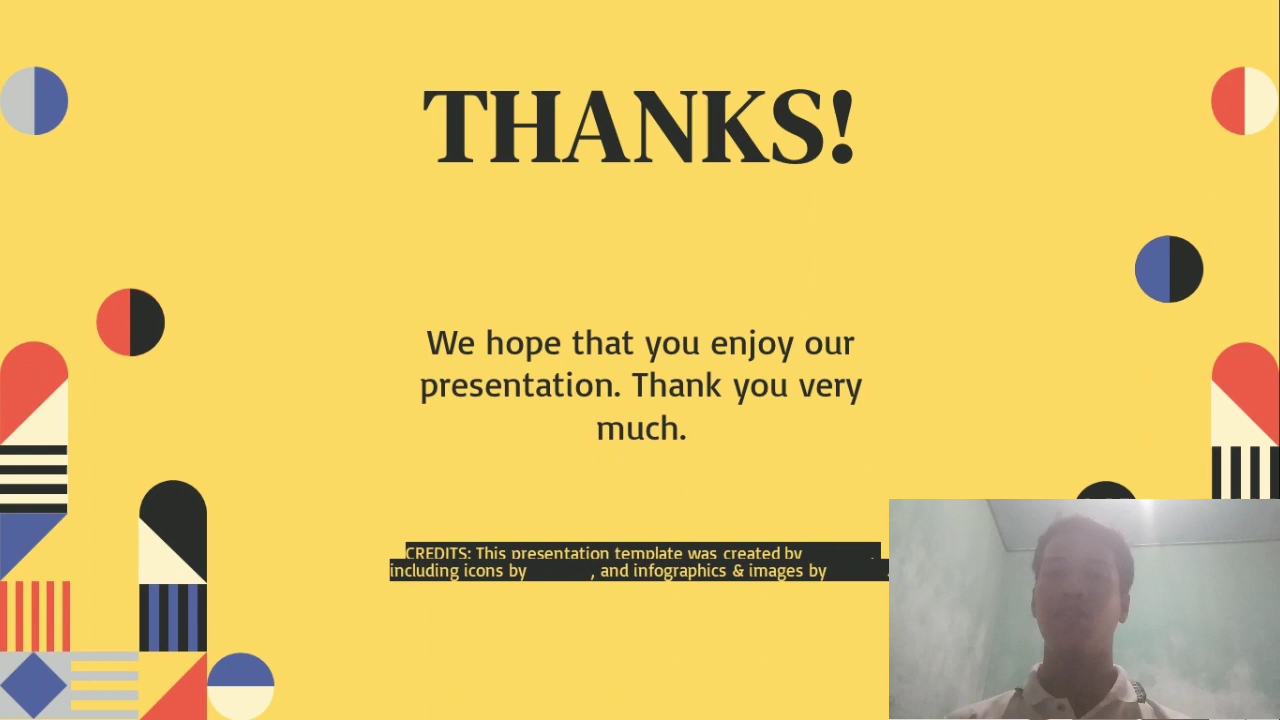 THANKS!
We hope that you enjoy our
presentation. Thank you very
much.
CREDITS: This presentation template was created by .
including icons by , and infographics & images by .